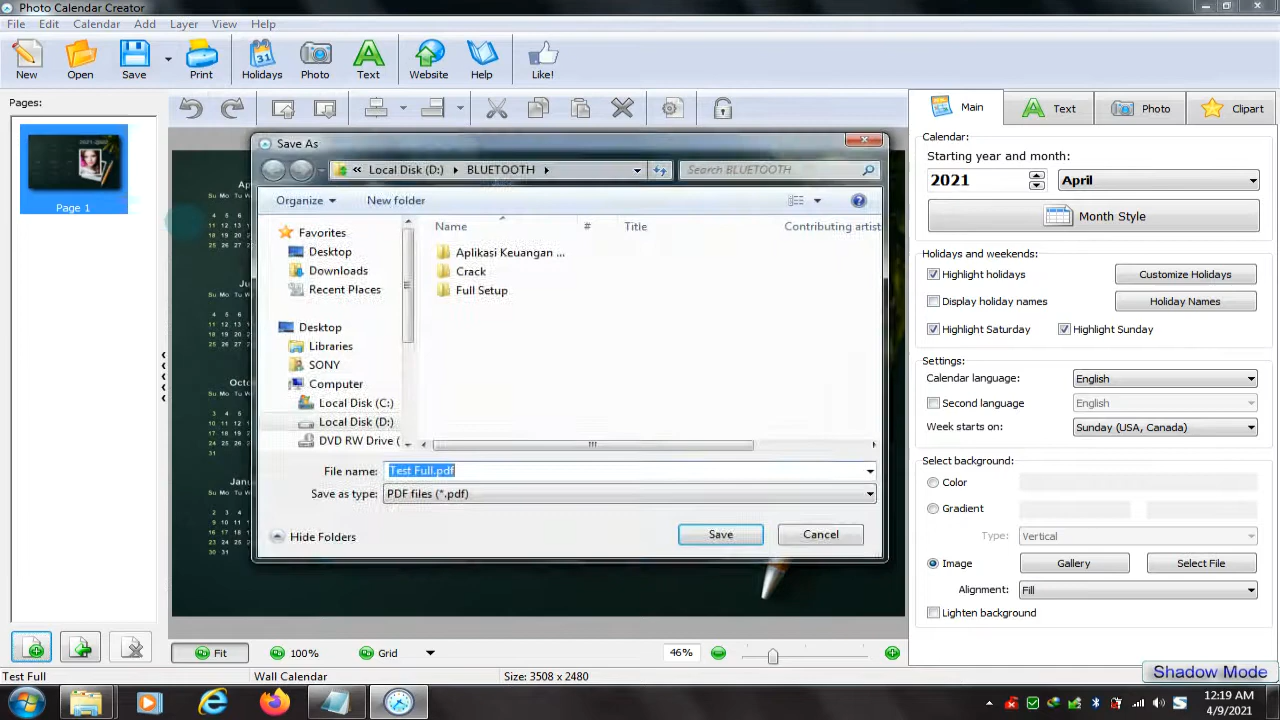 Photo Calendar Creator
File Edit Calendar Add Layer View Help
New Open Save Print Holidays Photo Text Website Help Like!
Pages:
Page 1
Save As
Local Disk (D:) BLUETOOTH
Search BLUETOOTH
Organize New folder
Name # Title Contributing artist
Favorites
Desktop
Downloads
Recent Places
Desktop
Libraries
SONY
Computer
Local Disk (C:)
Local Disk (D:)
DVD RW Drive (
Aplikasi Keuangan ...
Crack
Full Setup
File name: Test Full.pdf
Save as type: PDF files (*.pdf)
Hide Folders Save Cancel
Main Text Photo Clipart
Calendar:
Starting year and month:
2021 April
Month Style
Holidays and weekends:
Highlight holidays Customize Holidays
Display holiday names Holiday Names
Highlight Saturday Highlight Sunday
Settings:
Calendar language: English
Second language English
Week starts on: Sunday (USA, Canada)
Select background:
Color
Gradient
Type: Vertical
Image Gallery Select File
Alignment: Fill
Lighten background
Fit 100% Grid 46%
Test Full Wall Calendar Size: 3508 x 2480
Shadow Mode
12:19 AM
4/9/2021